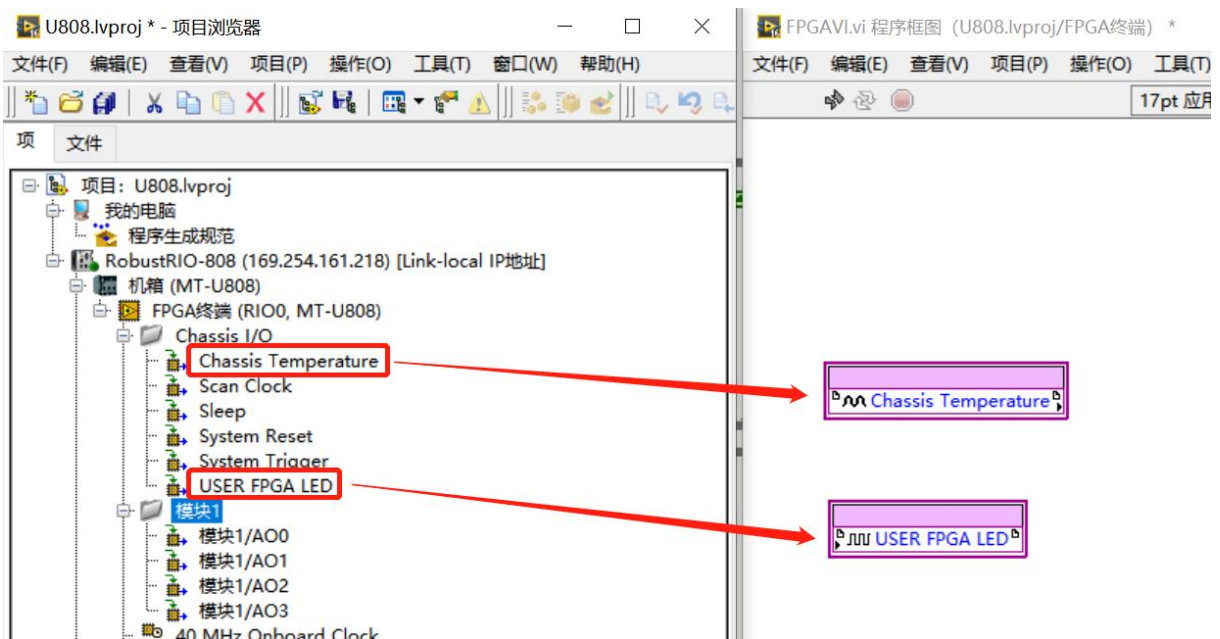 U808.lvproj * - 项目浏览器
文件(F) 编辑(E) 查看(V) 项目(P) 操作(O) 工具(T) 窗口(W) 帮助(H)
项 文件
项目：U808.lvproj
我的电脑
程序生成规范
RobustRIO-808 (169.254.161.218) [Link-local IP地址]
机箱 (MT-U808)
FPGA终端 (RIO0, MT-U808)
Chassis I/O
Chassis Temperature
Scan Clock
Sleep
System Reset
System Trigger
USER FPGA LED
模块1
模块1/AO0
模块1/AO1
模块1/AO2
模块1/AO3
40 MHz Onboard Clock
FPGAVI.vi 程序框图（U808.lvproj/FPGA终端） *
文件(F) 编辑(E) 查看(V) 项目(P) 操作(O) 工具(T)
17pt 应用
Chassis Temperature
USER FPGA LED